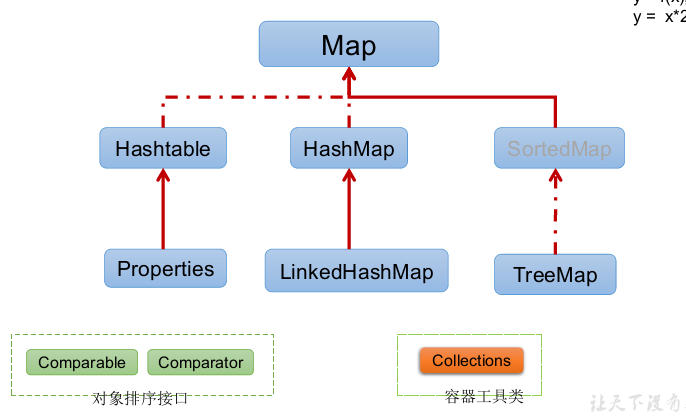 y = x*2
Map
Hashtable
HashMap
SortedMap
Properties
LinkedHashMap
TreeMap
Comparable
Comparator
Collections
对象排序接口
容器工具类
让天下没有